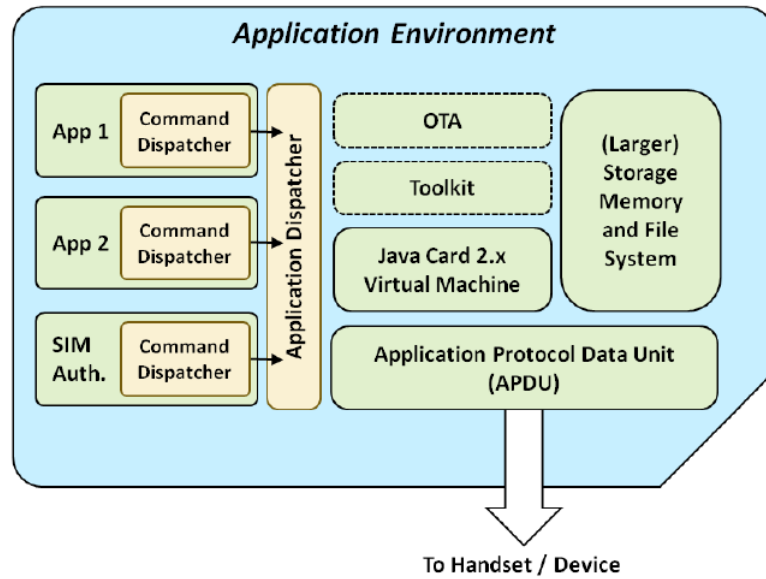 Application Environment
App 1
Command
Dispatcher
App 2
Command
Dispatcher
SIM
Auth.
Command
Dispatcher
Application Dispatcher
OTA
Toolkit
Java Card 2.x
Virtual Machine
(Larger)
Storage
Memory
and File
System
Application Protocol Data Unit
(APDU)
To Handset / Device